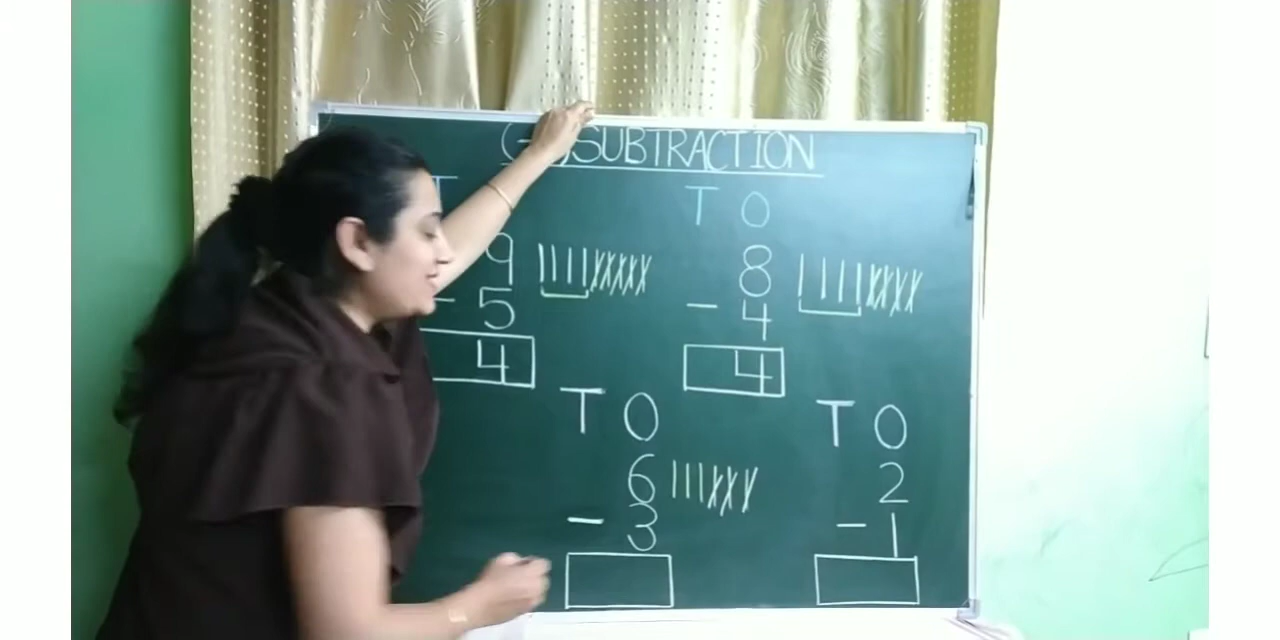 (-) SUBTRACTION
T
T O
9
8
- 5
- 4
4
4
T O
T O
6
2
- 3
- 1